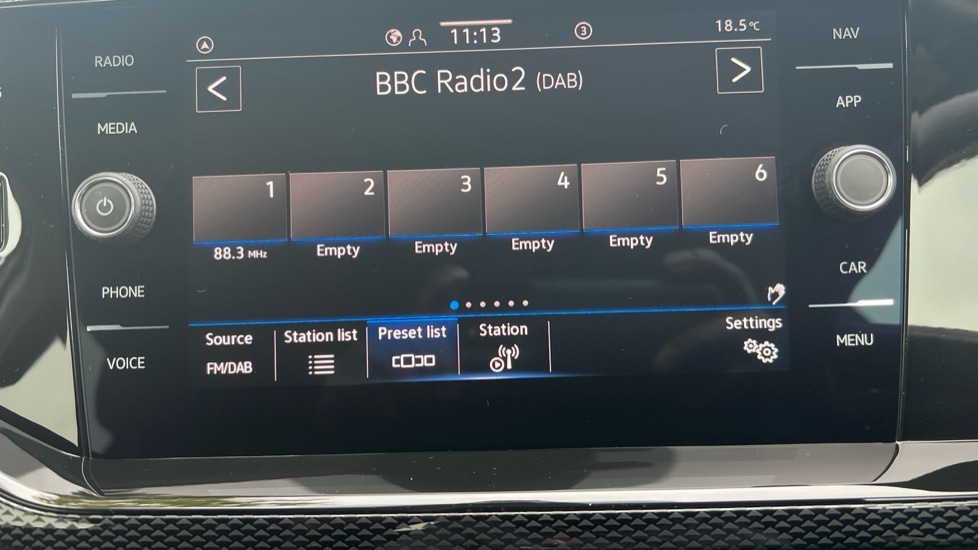 11:13
3
18.5°C
NAV
RADIO
BBC Radio2 (DAB)
< >
APP
MEDIA
1 2 3 4 5 6
88.3 MHz Empty Empty Empty Empty Empty
CAR
PHONE
Source Station list Preset list Station Settings
FM/DAB
MENU
VOICE